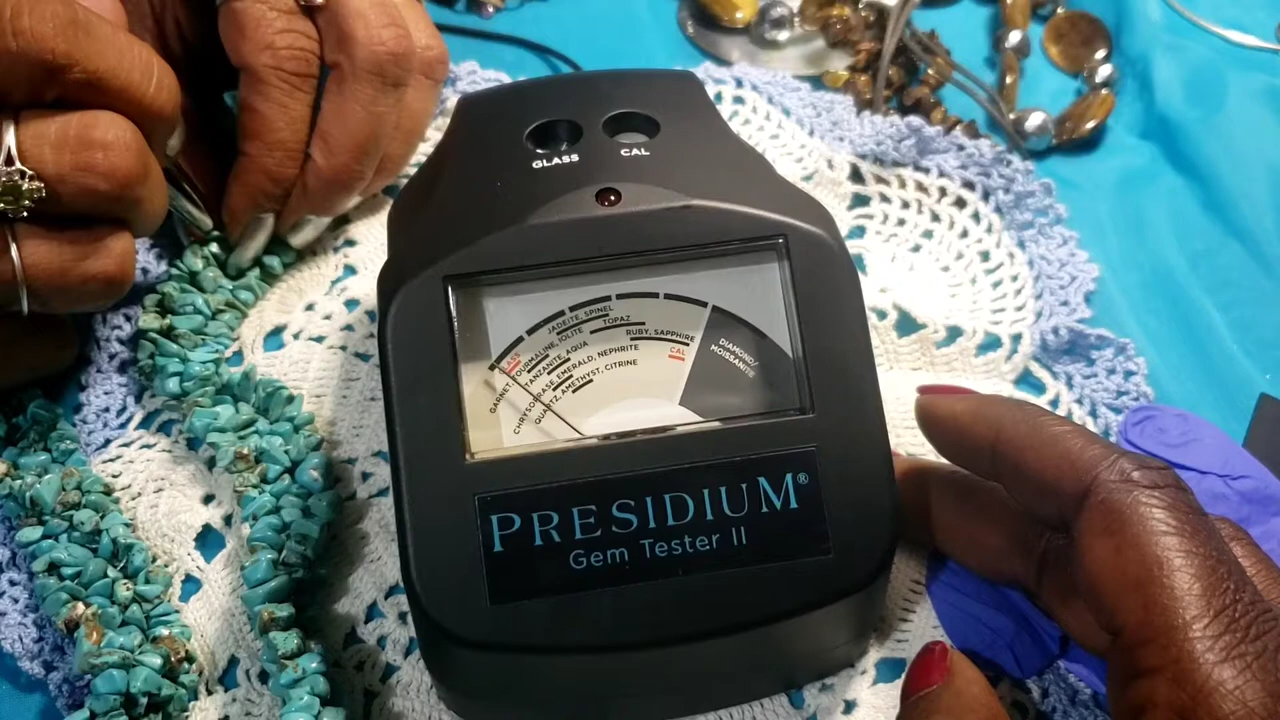 GLASS
CAL
JADEITE, SPINEL
TOPAZ
RUBY, SAPPHIRE
GLASS
GARNET, TOURMALINE, IOLITE
CAL
TANZANITE, AQUA
CHRYSOPRASE, EMERALD, NEPHRITE
QUARTZ, AMETHYST, CITRINE
DIAMOND/
MOISSANITE
PRESIDIUM®
Gem Tester II